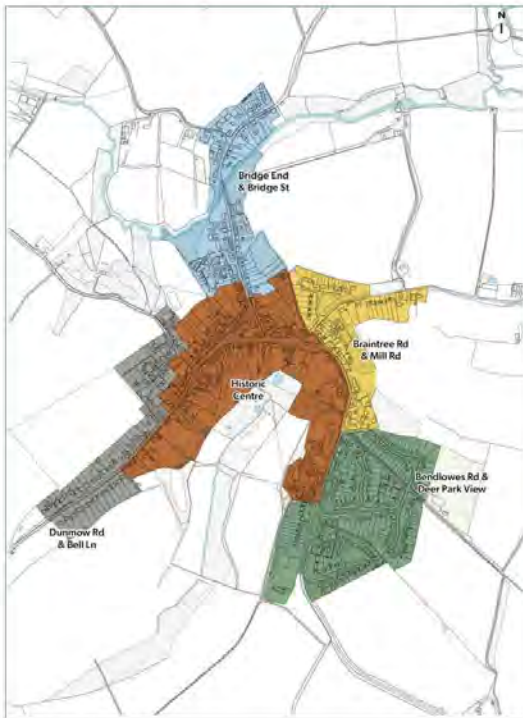 N
Bridge End
& Bridge St
Braintree Rd
& Mill Rd
Historic
Centre
Bendlowes Rd &
Deer Park View
Dunmow Rd
& Bell Ln